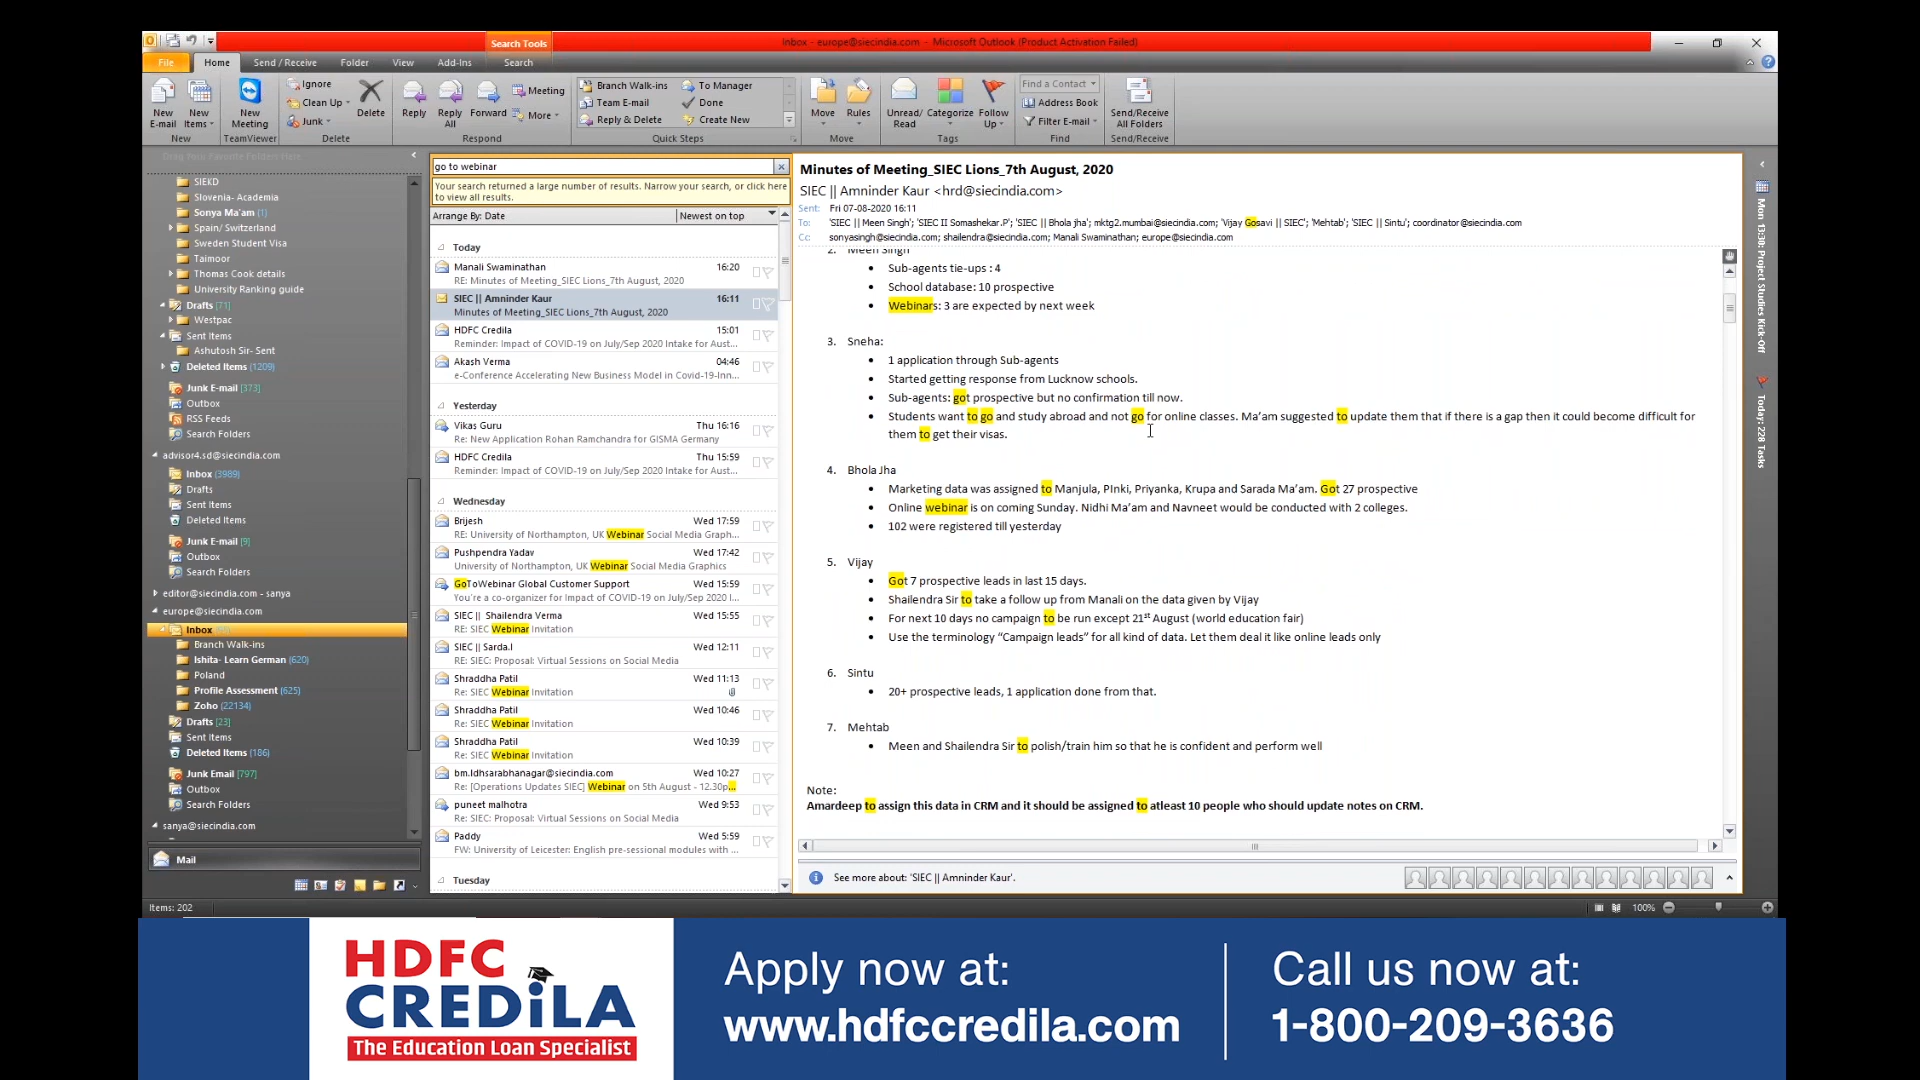 Inbox - europe@siecindia.com - Microsoft Outlook (Product Activation Failed)
Search Tools
File Home Send / Receive Folder View Add-Ins Search
New E-mail
New Items
New
New Meeting
TeamViewer
Ignore
Clean Up
Junk
Delete
Delete
Reply
Reply All
Forward
Meeting
More
Respond
Branch Walk-ins
Team E-mail
Reply & Delete
To Manager
Done
Create New
Quick Steps
Move
Rules
Move
Unread/ Read
Categorize
Follow Up
Tags
Find a Contact
Address Book
Filter E-mail
Find
Send/Receive All Folders
Send/Receive
Drag Your Favorite Folders Here
SIEKD
Slovenia- Academia
Sonya Ma'am (1)
Spain/ Switzerland
Sweden Student Visa
Taimoor
Thomas Cook details
University Ranking guide
Drafts [71]
Westpac
Sent Items
Ashutosh Sir- Sent
Deleted Items (1209)
Junk E-mail [373]
Outbox
RSS Feeds
Search Folders
advisor4.sd@siecindia.com
Inbox (3989)
Drafts
Sent Items
Deleted Items
Junk E-mail [9]
Outbox
Search Folders
editor@siecindia.com - sanya
europe@siecindia.com
Inbox
Branch Walk-ins
Ishita- Learn German (620)
Poland
Profile Assessment (625)
Zoho (22134)
Drafts [23]
Sent Items
Deleted Items (186)
Junk Email [797]
Outbox
Search Folders
sanya@siecindia.com
Mail
Items: 202
go to webinar
Your search returned a large number of results. Narrow your search, or click here
to view all results.
Arrange By: Date Newest on top
Today
Manali Swaminathan 16:20
RE: Minutes of Meeting_SIEC Lions_7th August, 2020
SIEC || Amninder Kaur 16:11
Minutes of Meeting_SIEC Lions_7th August, 2020
HDFC Credila 15:01
Reminder: Impact of COVID-19 on July/Sep 2020 Intake for Aust...
Akash Verma 04:46
e-Conference Accelerating New Business Model in Covid-19-Inn...
Yesterday
Vikas Guru Thu 16:16
Re: New Application Rohan Ramchandra for GISMA Germany
HDFC Credila Thu 15:59
Reminder: Impact of COVID-19 on July/Sep 2020 Intake for Aust...
Wednesday
Brijesh Wed 17:59
RE: University of Northampton, UK Webinar Social Media Graph...
Pushpendra Yadav Wed 17:42
University of Northampton, UK Webinar Social Media Graphics
GoToWebinar Global Customer Support Wed 15:59
You're a co-organizer for Impact of COVID-19 on July/Sep 2020 I...
SIEC || Shailendra Verma Wed 15:55
RE: SIEC Webinar Invitation
SIEC || Sarda.I Wed 12:11
RE: SIEC: Proposal: Virtual Sessions on Social Media
Shraddha Patil Wed 11:13
Re: SIEC Webinar Invitation
Shraddha Patil Wed 10:46
Re: SIEC Webinar Invitation
Shraddha Patil Wed 10:39
Re: SIEC Webinar Invitation
bm.ldhsarabhanagar@siecindia.com Wed 10:27
Re: [Operations Updates SIEC] Webinar on 5th August - 12.30p...
puneet malhotra Wed 9:53
Re: SIEC: Proposal: Virtual Sessions on Social Media
Paddy Wed 5:59
FW: University of Leicester: English pre-sessional modules with ...
Tuesday
Minutes of Meeting_SIEC Lions_7th August, 2020
SIEC || Amninder Kaur <hrd@siecindia.com>
Sent: Fri 07-08-2020 16:11
To: 'SIEC || Meen Singh'; 'SIEC II Somashekar.P'; 'SIEC || Bhola jha'; mktg2.mumbai@siecindia.com; 'Vijay Gosavi || SIEC'; 'Mehtab'; 'SIEC || Sintu'; coordinator@siecindia.com
Cc: sonyasingh@siecindia.com; shailendra@siecindia.com; Manali Swaminathan; europe@siecindia.com
2. Meen Singh
• Sub-agents tie-ups : 4
• School database: 10 prospective
• Webinars: 3 are expected by next week
3. Sneha:
• 1 application through Sub-agents
• Started getting response from Lucknow schools.
• Sub-agents: got prospective but no confirmation till now.
• Students want to go and study abroad and not go for online classes. Ma'am suggested to update them that if there is a gap then it could become difficult for
them to get their visas.
4. Bhola Jha
• Marketing data was assigned to Manjula, PInki, Priyanka, Krupa and Sarada Ma'am. Got 27 prospective
• Online webinar is on coming Sunday. Nidhi Ma'am and Navneet would be conducted with 2 colleges.
• 102 were registered till yesterday
5. Vijay
• Got 7 prospective leads in last 15 days.
• Shailendra Sir to take a follow up from Manali on the data given by Vijay
• For next 10 days no campaign to be run except 21st August (world education fair)
• Use the terminology "Campaign leads" for all kind of data. Let them deal it like online leads only
6. Sintu
• 20+ prospective leads, 1 application done from that.
7. Mehtab
• Meen and Shailendra Sir to polish/train him so that he is confident and perform well
Note:
Amardeep to assign this data in CRM and it should be assigned to atleast 10 people who should update notes on CRM.
See more about: 'SIEC || Amninder Kaur'.
100%
Mon 13:30: Project Studies Kick-Off
Today: 228 Tasks
HDFC
CREDiLA
The Education Loan Specialist
Apply now at:
www.hdfccredila.com
Call us now at:
1-800-209-3636